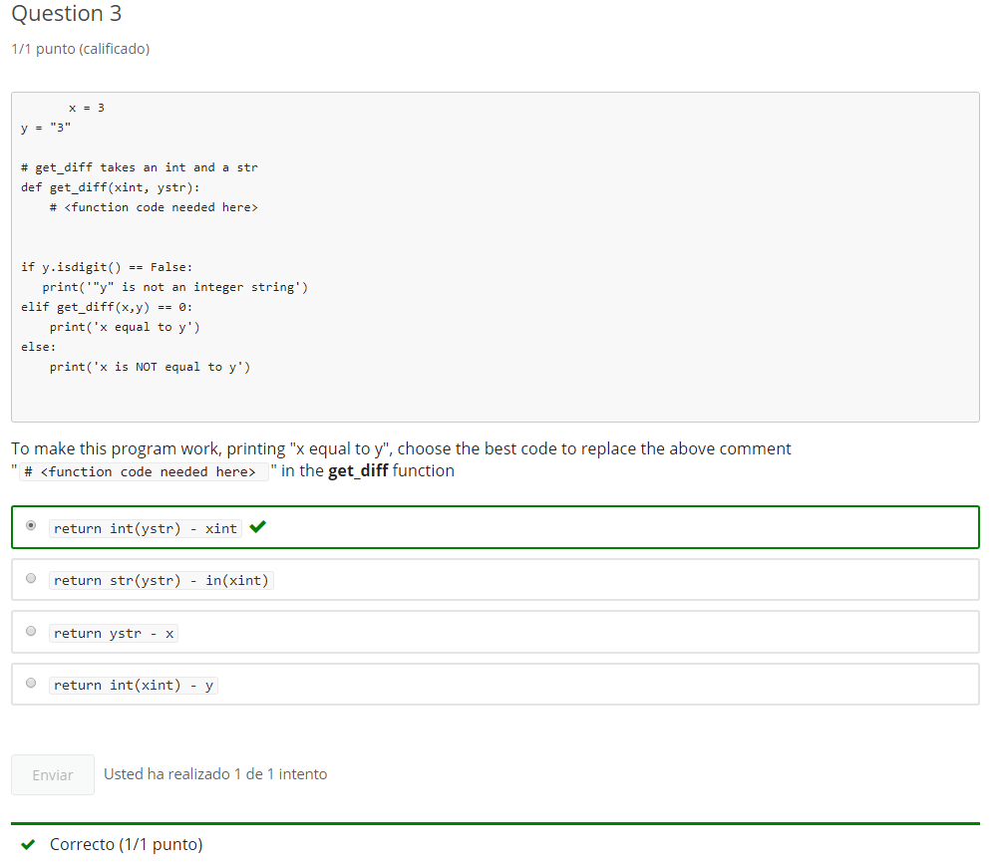 Question 3
1/1 punto (calificado)
x = 3
y = "3"
# get_diff takes an int and a str
def get_diff(xint, ystr):
# <function code needed here>
if y.isdigit() == False:
print('"y" is not an integer string')
elif get_diff(x,y) == 0:
print('x equal to y')
else:
print('x is NOT equal to y')
To make this program work, printing "x equal to y", choose the best code to replace the above comment
" # <function code needed here> " in the get_diff function
return int(ystr) - xint
return str(ystr) - in(xint)
return ystr - x
return int(xint) - y
Enviar Usted ha realizado 1 de 1 intento
Correcto (1/1 punto)